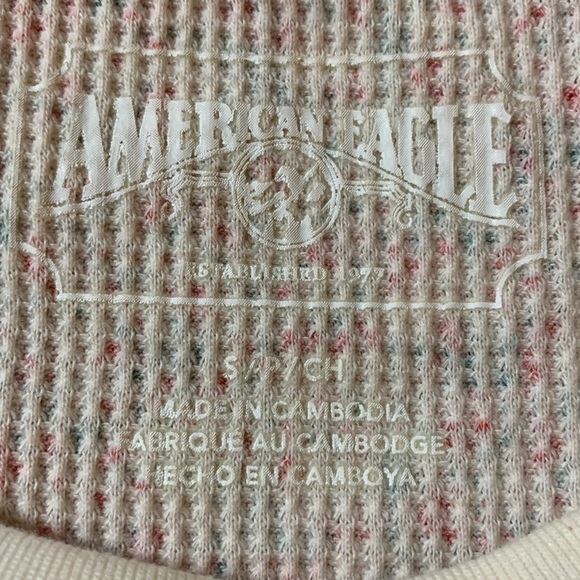 AMERICAN EAGLE
ESTABLISHED 1977
S/P/CH
MADE IN CAMBODIA
FABRIQUE AU CAMBODGE
HECHO EN CAMBOYA